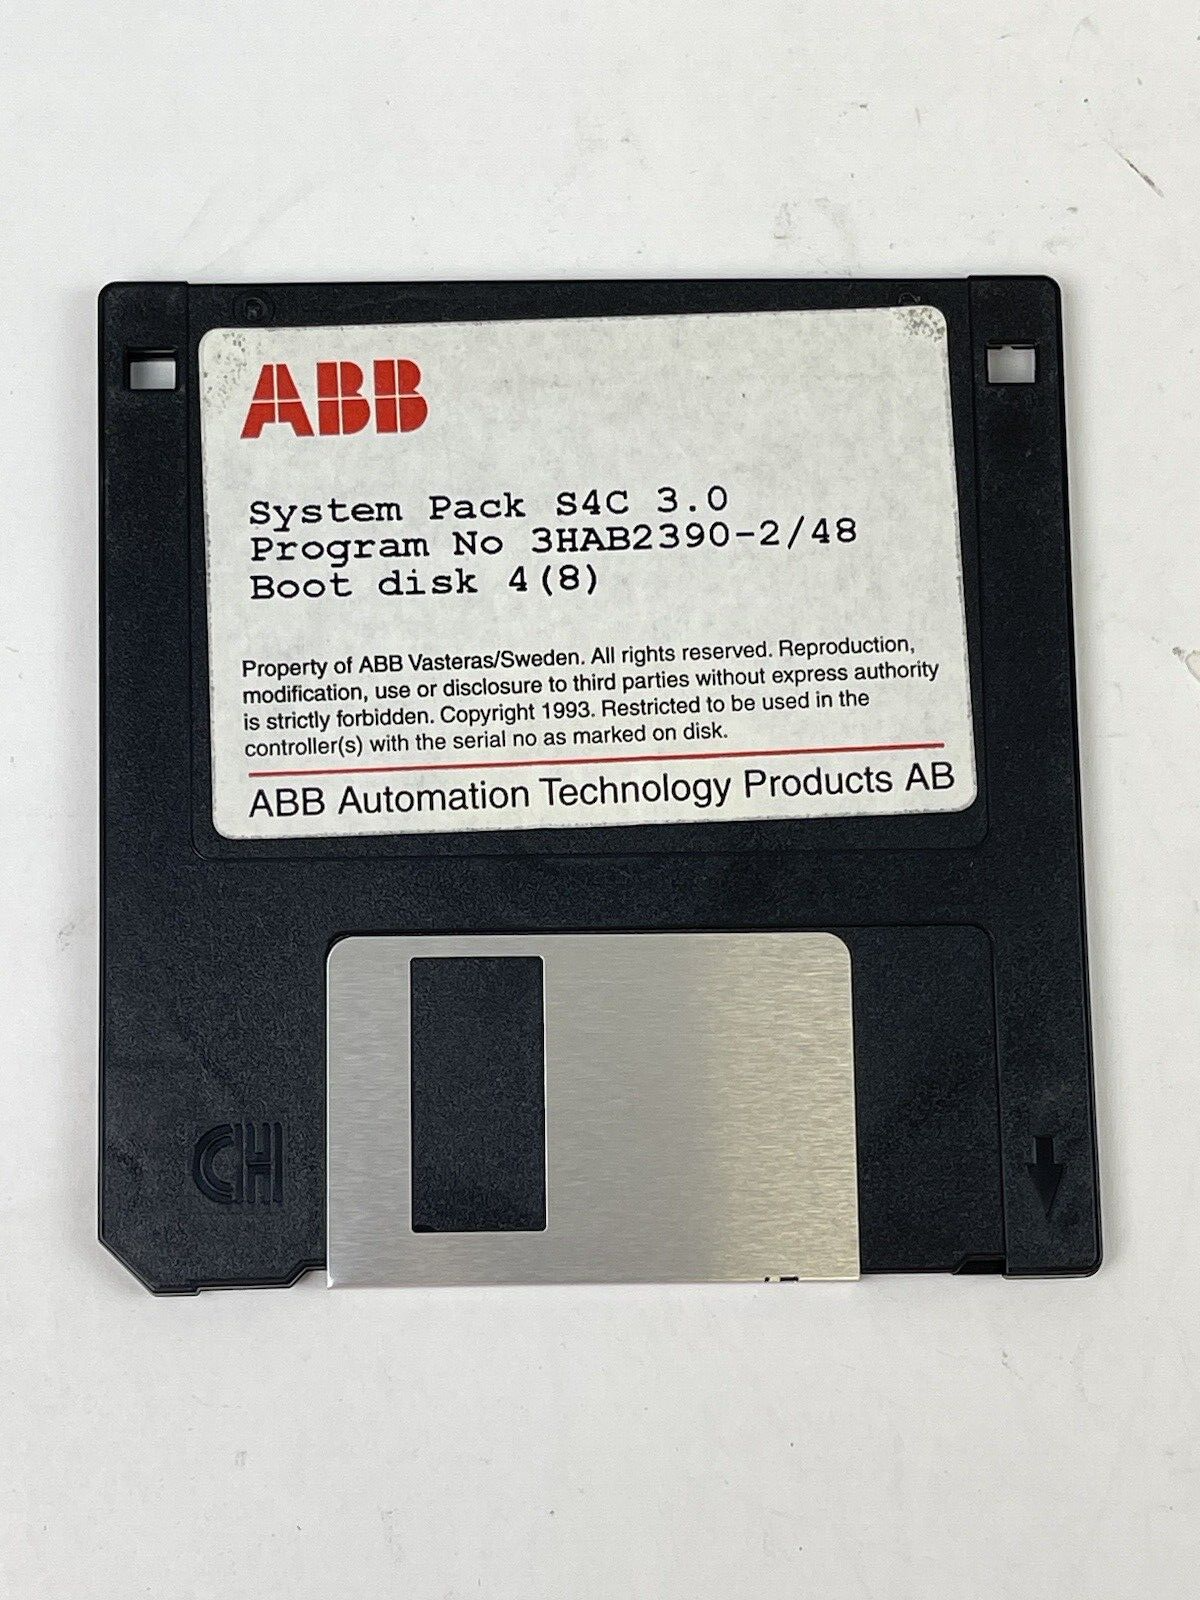 ABB
System Pack S4C 3.0
Program No 3HAB2390-2/48
Boot disk 4(8)
Property of ABB Vasteras/Sweden. All rights reserved. Reproduction,
modification, use or disclosure to third parties without express authority
is strictly forbidden. Copyright 1993. Restricted to be used in the
controller(s) with the serial no as marked on disk.
ABB Automation Technology Products AB
CH